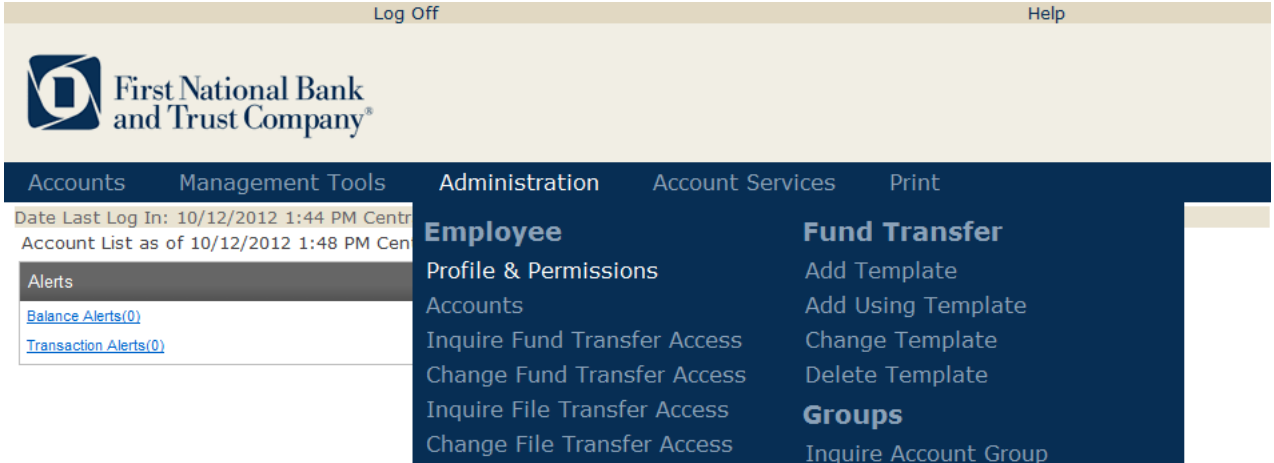 Log Off Help
First National Bank
and Trust Company®
Accounts Management Tools Administration Account Services Print
Date Last Log In: 10/12/2012 1:44 PM Centr
Account List as of 10/12/2012 1:48 PM Cen
Alerts
Balance Alerts(0)
Transaction Alerts(0)
Employee
Profile & Permissions
Accounts
Inquire Fund Transfer Access
Change Fund Transfer Access
Inquire File Transfer Access
Change File Transfer Access
Fund Transfer
Add Template
Add Using Template
Change Template
Delete Template
Groups
Inquire Account Group